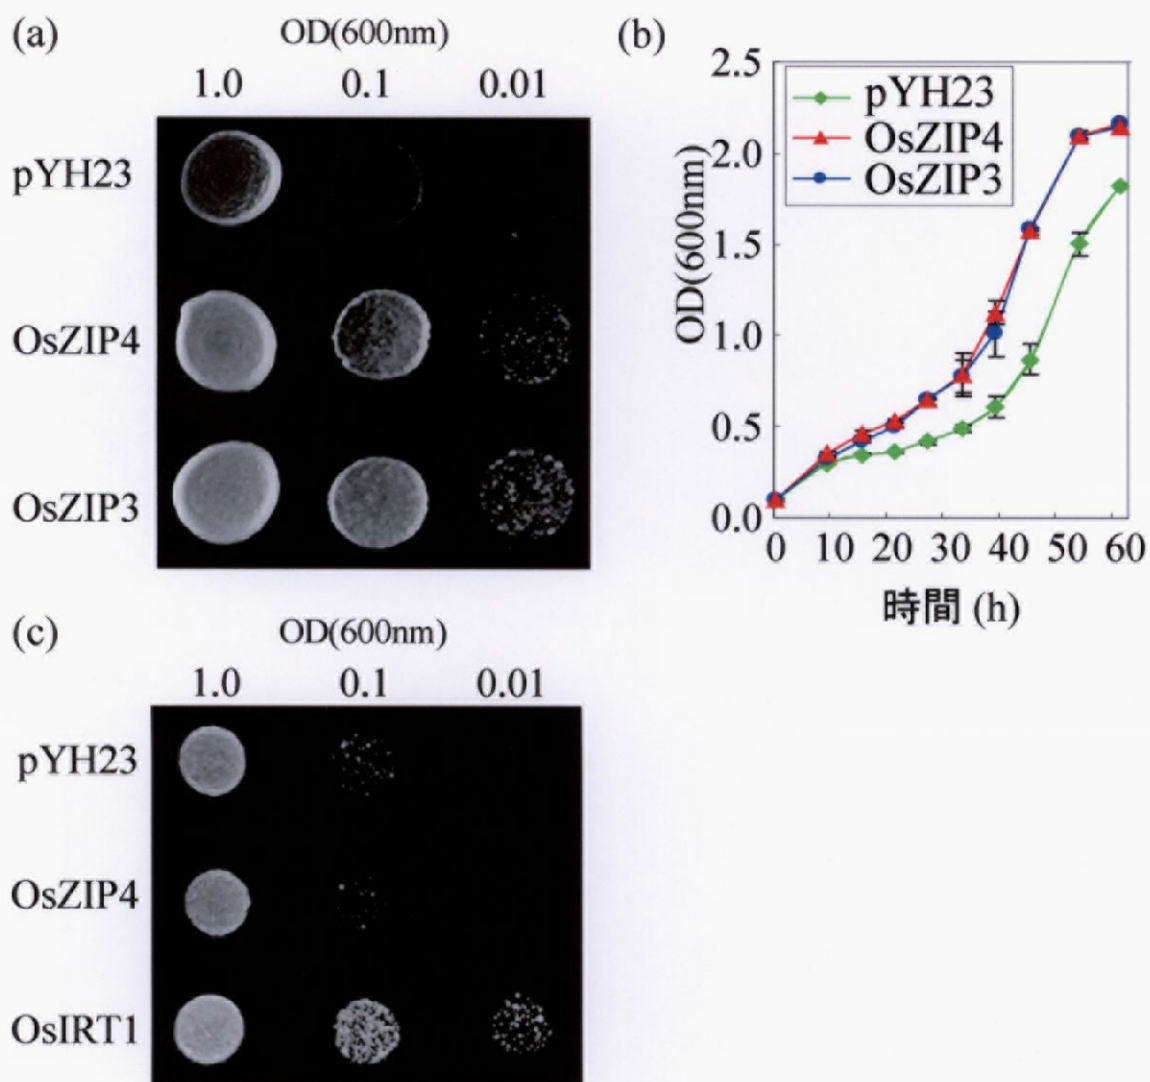 (a)
OD(600nm)
1.0 0.1 0.01
pYH23
OsZIP4
OsZIP3
(b)
OD(600nm)
2.5
2.0
1.5
1.0
0.5
0.0
pYH23
OsZIP4
OsZIP3
0 10 20 30 40 50 60
時間 (h)
(c)
OD(600nm)
1.0 0.1 0.01
pYH23
OsZIP4
OsIRT1